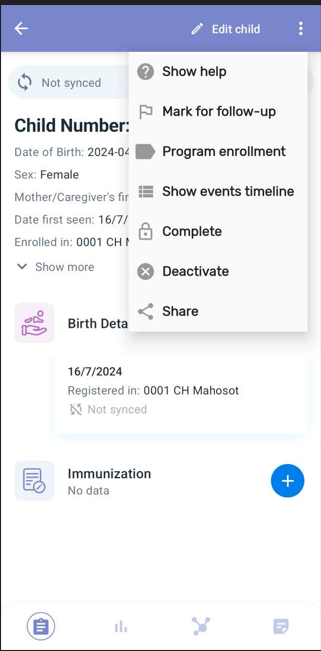 Edit child
Not synced
Show help
Mark for follow-up
Program enrollment
Show events timeline
Complete
Deactivate
Share
Child Number:
Date of Birth: 2024-04
Sex: Female
Mother/Caregiver's fir
Date first seen: 16/7/
Enrolled in: 0001 CH
Show more
Birth Deta
16/7/2024
Registered in: 0001 CH Mahosot
Not synced
Immunization
No data